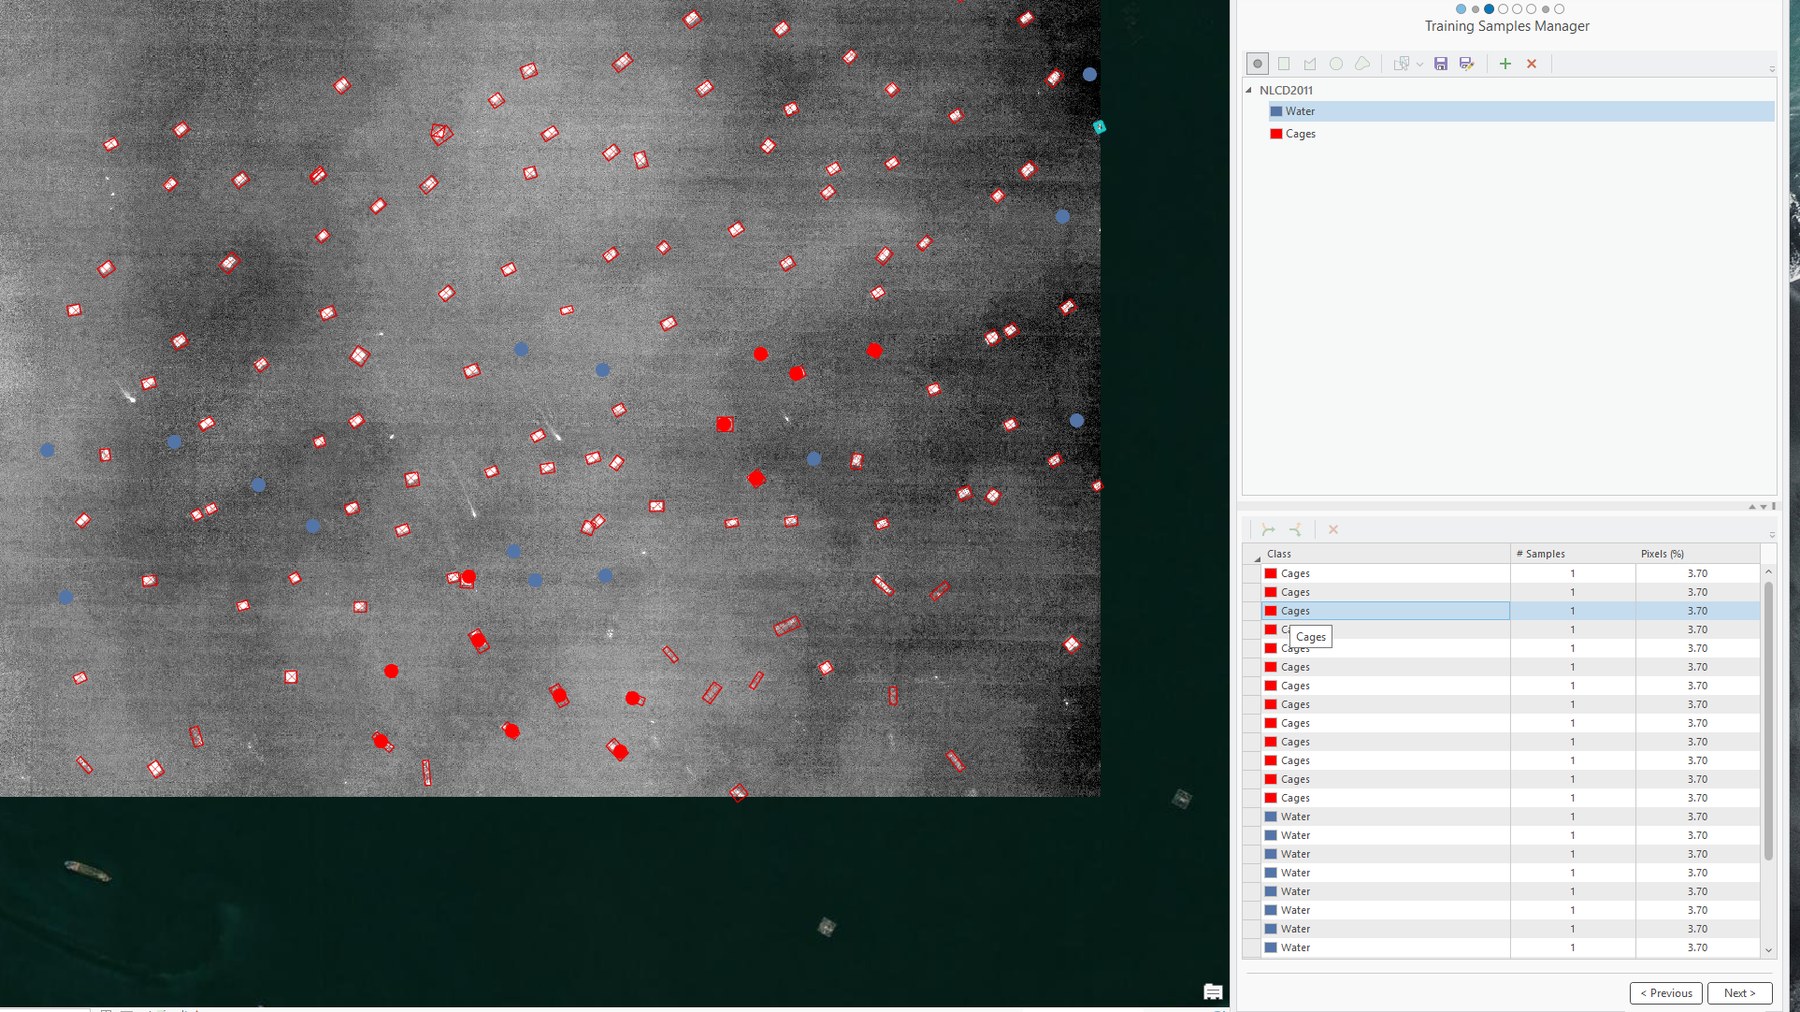 Training Samples Manager
NLCD2011
Water
Cages
Class # Samples Pixels (%)
Cages 1 3.70
Cages 1 3.70
Cages 1 3.70
1 3.70
Cages
Cages 1 3.70
Cages 1 3.70
Cages 1 3.70
Cages 1 3.70
Cages 1 3.70
Cages 1 3.70
Cages 1 3.70
Cages 1 3.70
Cages 1 3.70
Water 1 3.70
Water 1 3.70
Water 1 3.70
Water 1 3.70
Water 1 3.70
Water 1 3.70
Water 1 3.70
Water 1 3.70
< Previous Next >